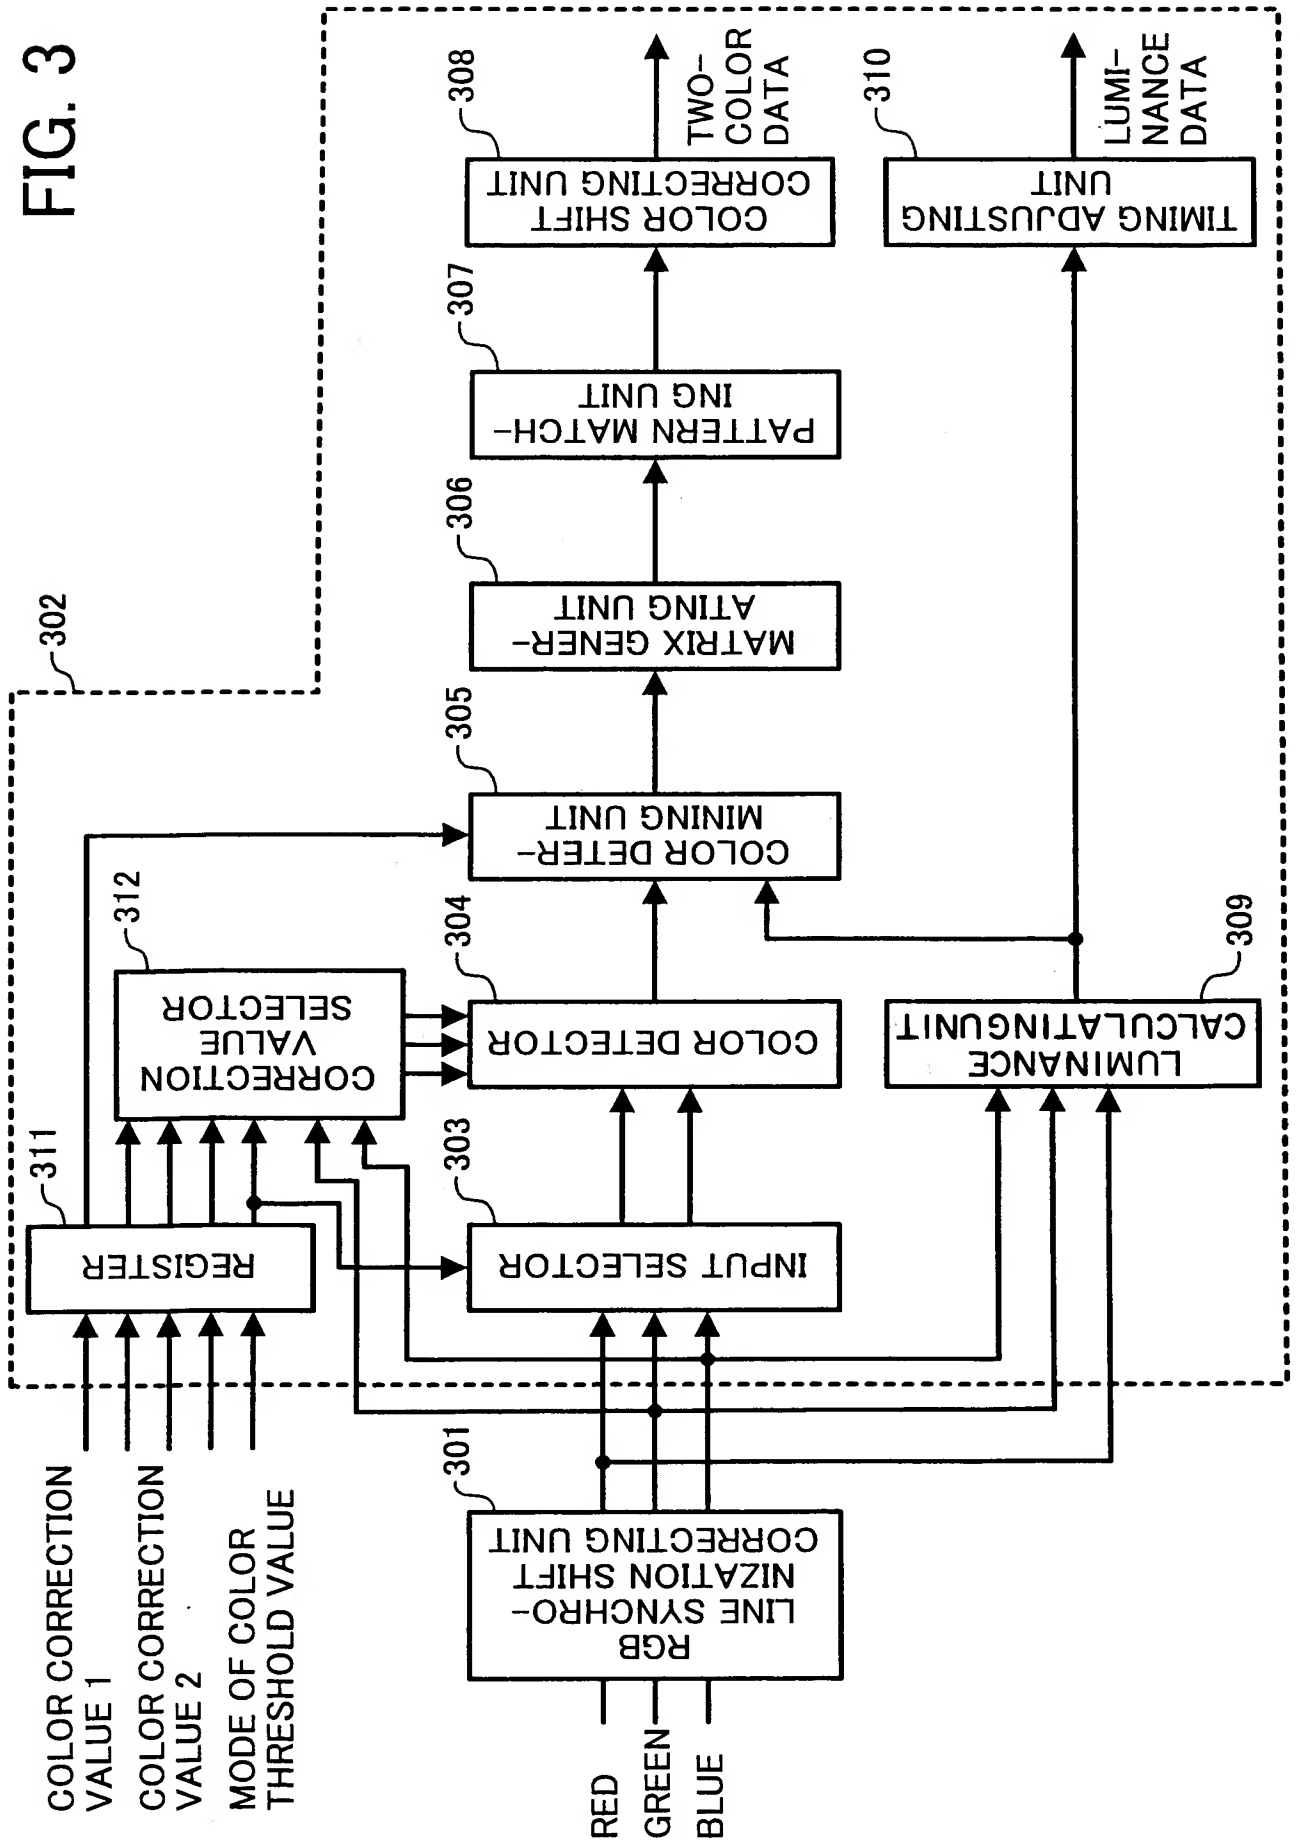 FIG. 3
302
COLOR CORRECTION
VALUE 1
COLOR CORRECTION
VALUE 2
MODE OF COLOR
THRESHOLD VALUE
311
REGISTER
312
CORRECTION
VALUE
SELECTOR
RED
GREEN
BLUE
301
RGB
LINE SYNCHRO-
NIZATION SHIFT
CORRECTING UNIT
303
INPUT SELECTOR
304
COLOR DETECTOR
305
COLOR DETER-
MINING UNIT
306
MATRIX GENER-
ATING UNIT
307
PATTERN MATCH-
ING UNIT
308
COLOR SHIFT
CORRECTING UNIT
TWO-
COLOR
DATA
309
LUMINANCE
CALCULATINGUNIT
310
TIMING ADJUSTING
UNIT
LUMI-
NANCE
DATA